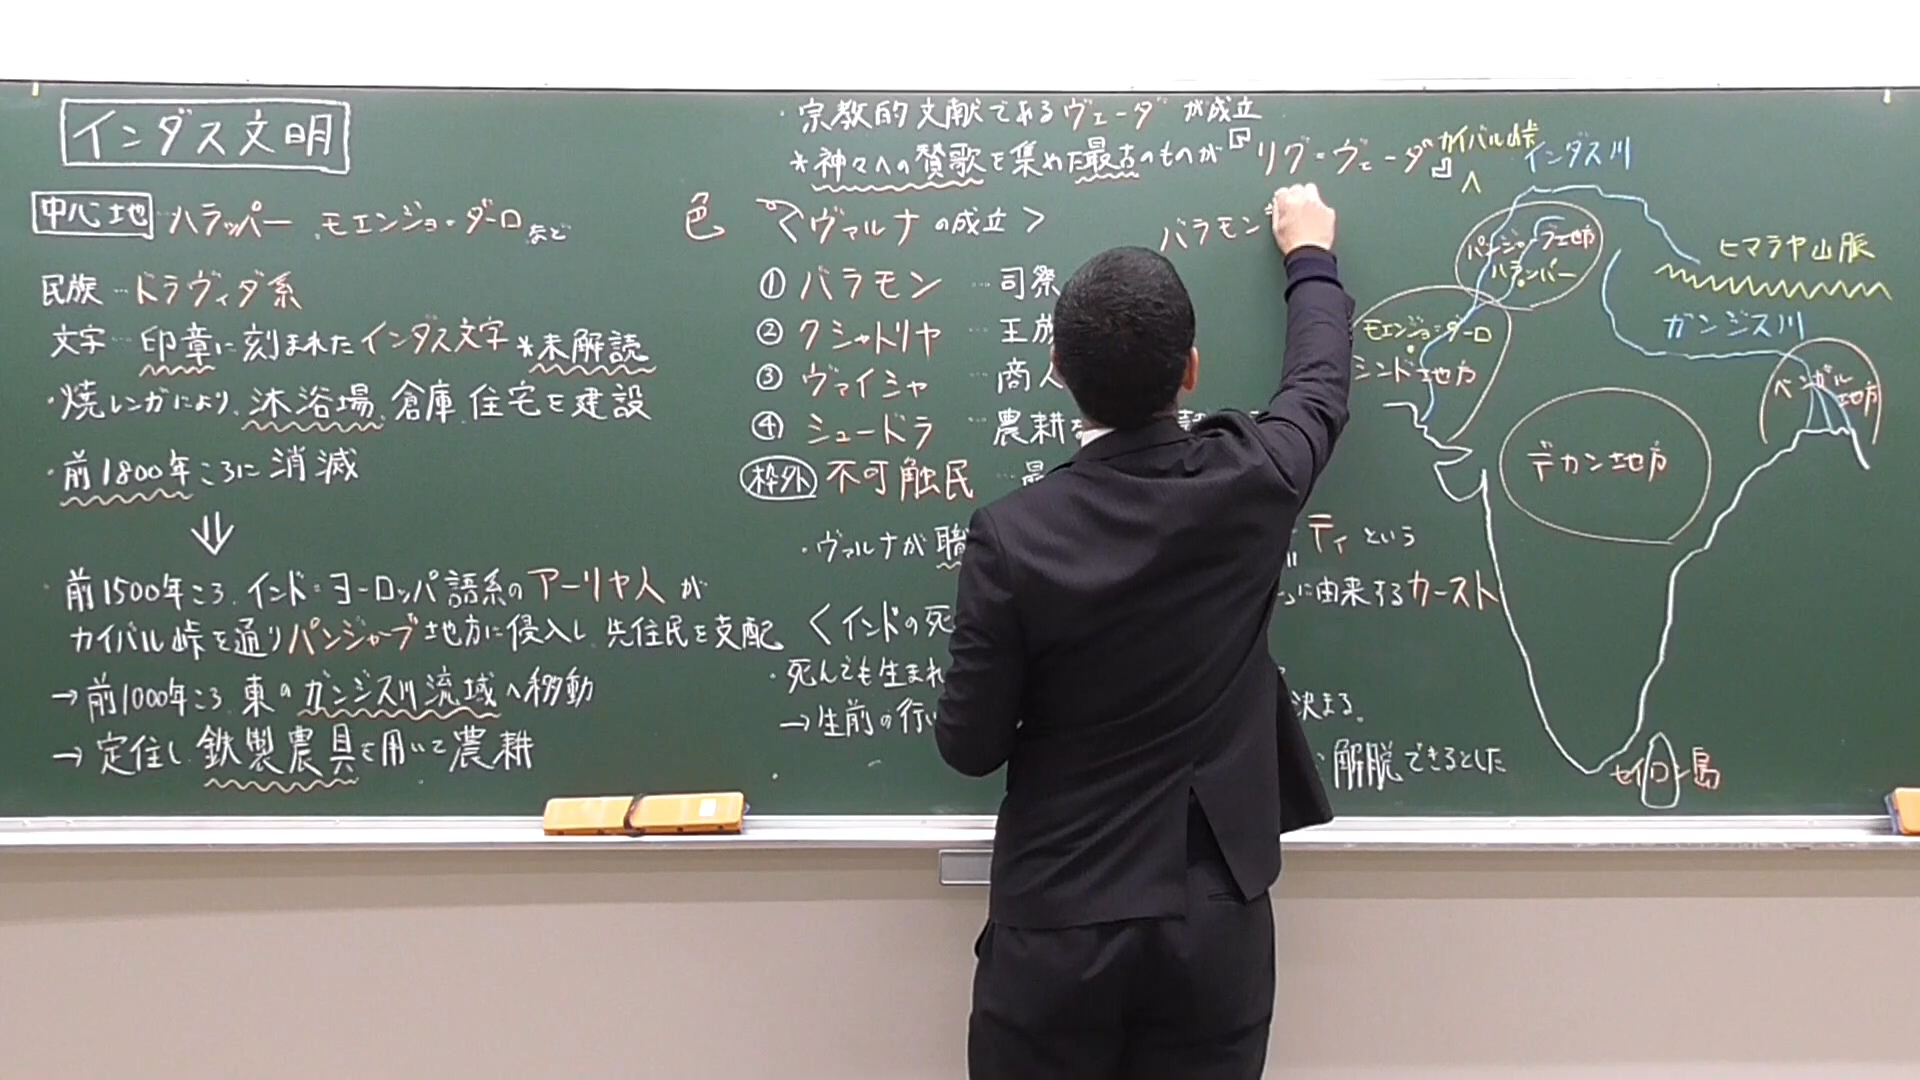 インダス文明
中心地 ハラッパー モエンジョ=ダーロなど
民族…ドラヴィダ系
文字…印章に刻まれたインダス文字 *未解読
・焼レンガにより、沐浴場、倉庫、住宅を建設
・前1800年ころに消滅
⇓
前1500年ころ、インド=ヨーロッパ語系のアーリヤ人が
カイバル峠を通りパンジャーブ地方に侵入し、先住民を支配
→前1000年ころ、東のガンジス川流域へ移動
→定住し、鉄製農具を用いて農耕
・宗教的文献であるヴェーダが成立
*神々への賛歌を集めた最古のものが『リグ=ヴェーダ』
色 <ヴァルナの成立>
バラモン
① バラモン …司祭
② クシャトリヤ …王族
③ ヴァイシャ …商人
④ シュードラ …農耕
枠外 不可触民 …最
・ヴァルナが職
ティという
に由来するカースト
<インドの死
・死んでも生まれ
→生前の行い
決まる。
解脱できるとした
カイバル峠
インダス川
パンジャーブ地方
ハラッパー
ヒマラヤ山脈
モエンジョ=ダーロ
シンド地方
ガンジス川
ベンガル地方
デカン地方
セイロン島